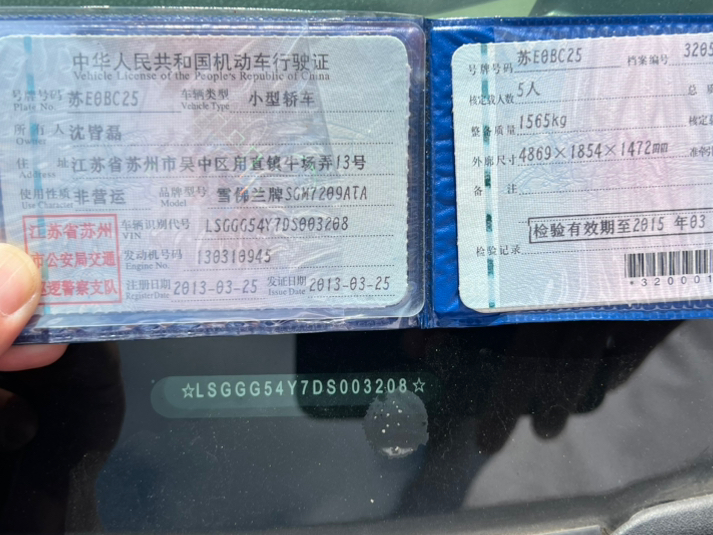 中华人民共和国机动车行驶证
Vehicle License of the People's Republic of China
号牌号码 苏E0BC25 车辆类型 小型轿车
Plate No. Vehicle Type
所有人 沈皆磊
Owner
住址 江苏省苏州市吴中区甪直镇牛场弄13号
Address
使用性质 非营运 品牌型号 雪佛兰牌SGM7209ATA
Use Character Model
车辆识别代号 LSGGG54Y7DS003208
VIN
发动机号码 130310945
Engine No.
注册日期 2013-03-25 发证日期 2013-03-25
Register Date Issue Date
江苏省苏州
市公安局交通
巡逻警察支队
号牌号码 苏E0BC25 档案编号 3205
核定载人数 5人 总质
整备质量 1565kg 核定
外廓尺寸 4869×1854×1472mm 准牵
备注
检验有效期至2015 年03
检验记录
*320001
☆LSGGG54Y7DS003208☆